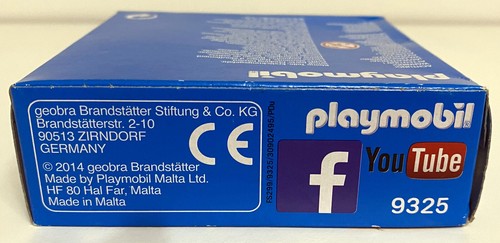 playmobil
playmobil
geobra Brandstätter Stiftung & Co. KG
Brandstätterstr. 2-10
90513 ZIRNDORF
GERMANY
CE
© 2014 geobra Brandstätter
Made by Playmobil Malta Ltd.
HF 80 Hal Far, Malta
Made in Malta
playmobil
f
YouTube
9325